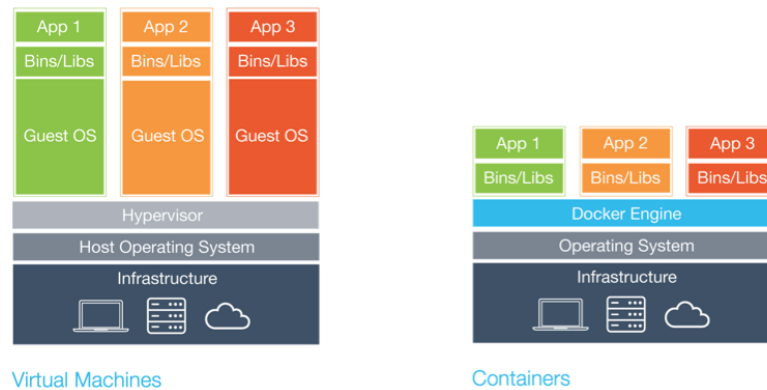 App 1
App 2
App 3
Bins/Libs
Bins/Libs
Bins/Libs
Guest OS
Guest OS
Guest OS
Hypervisor
Host Operating System
Infrastructure
Virtual Machines
App 1
App 2
App 3
Bins/Libs
Bins/Libs
Bins/Libs
Docker Engine
Operating System
Infrastructure
Containers